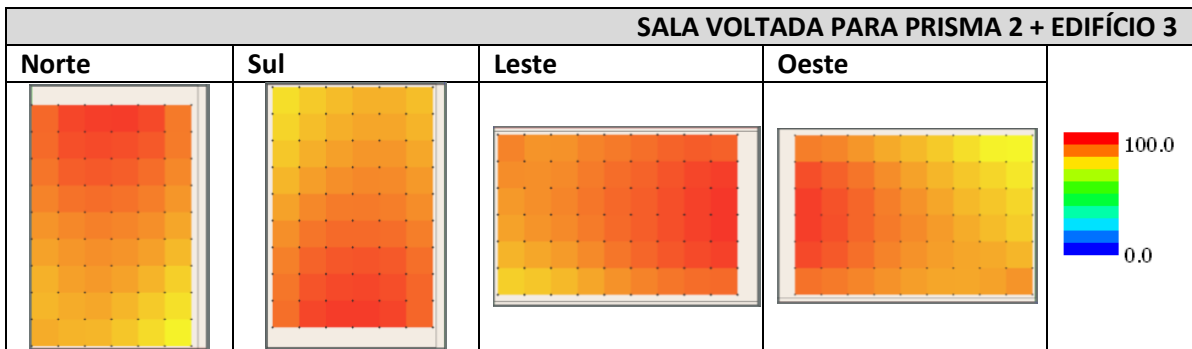 SALA VOLTADA PARA PRISMA 2 + EDIFÍCIO 3
Norte Sul Leste Oeste
100.0
0.0